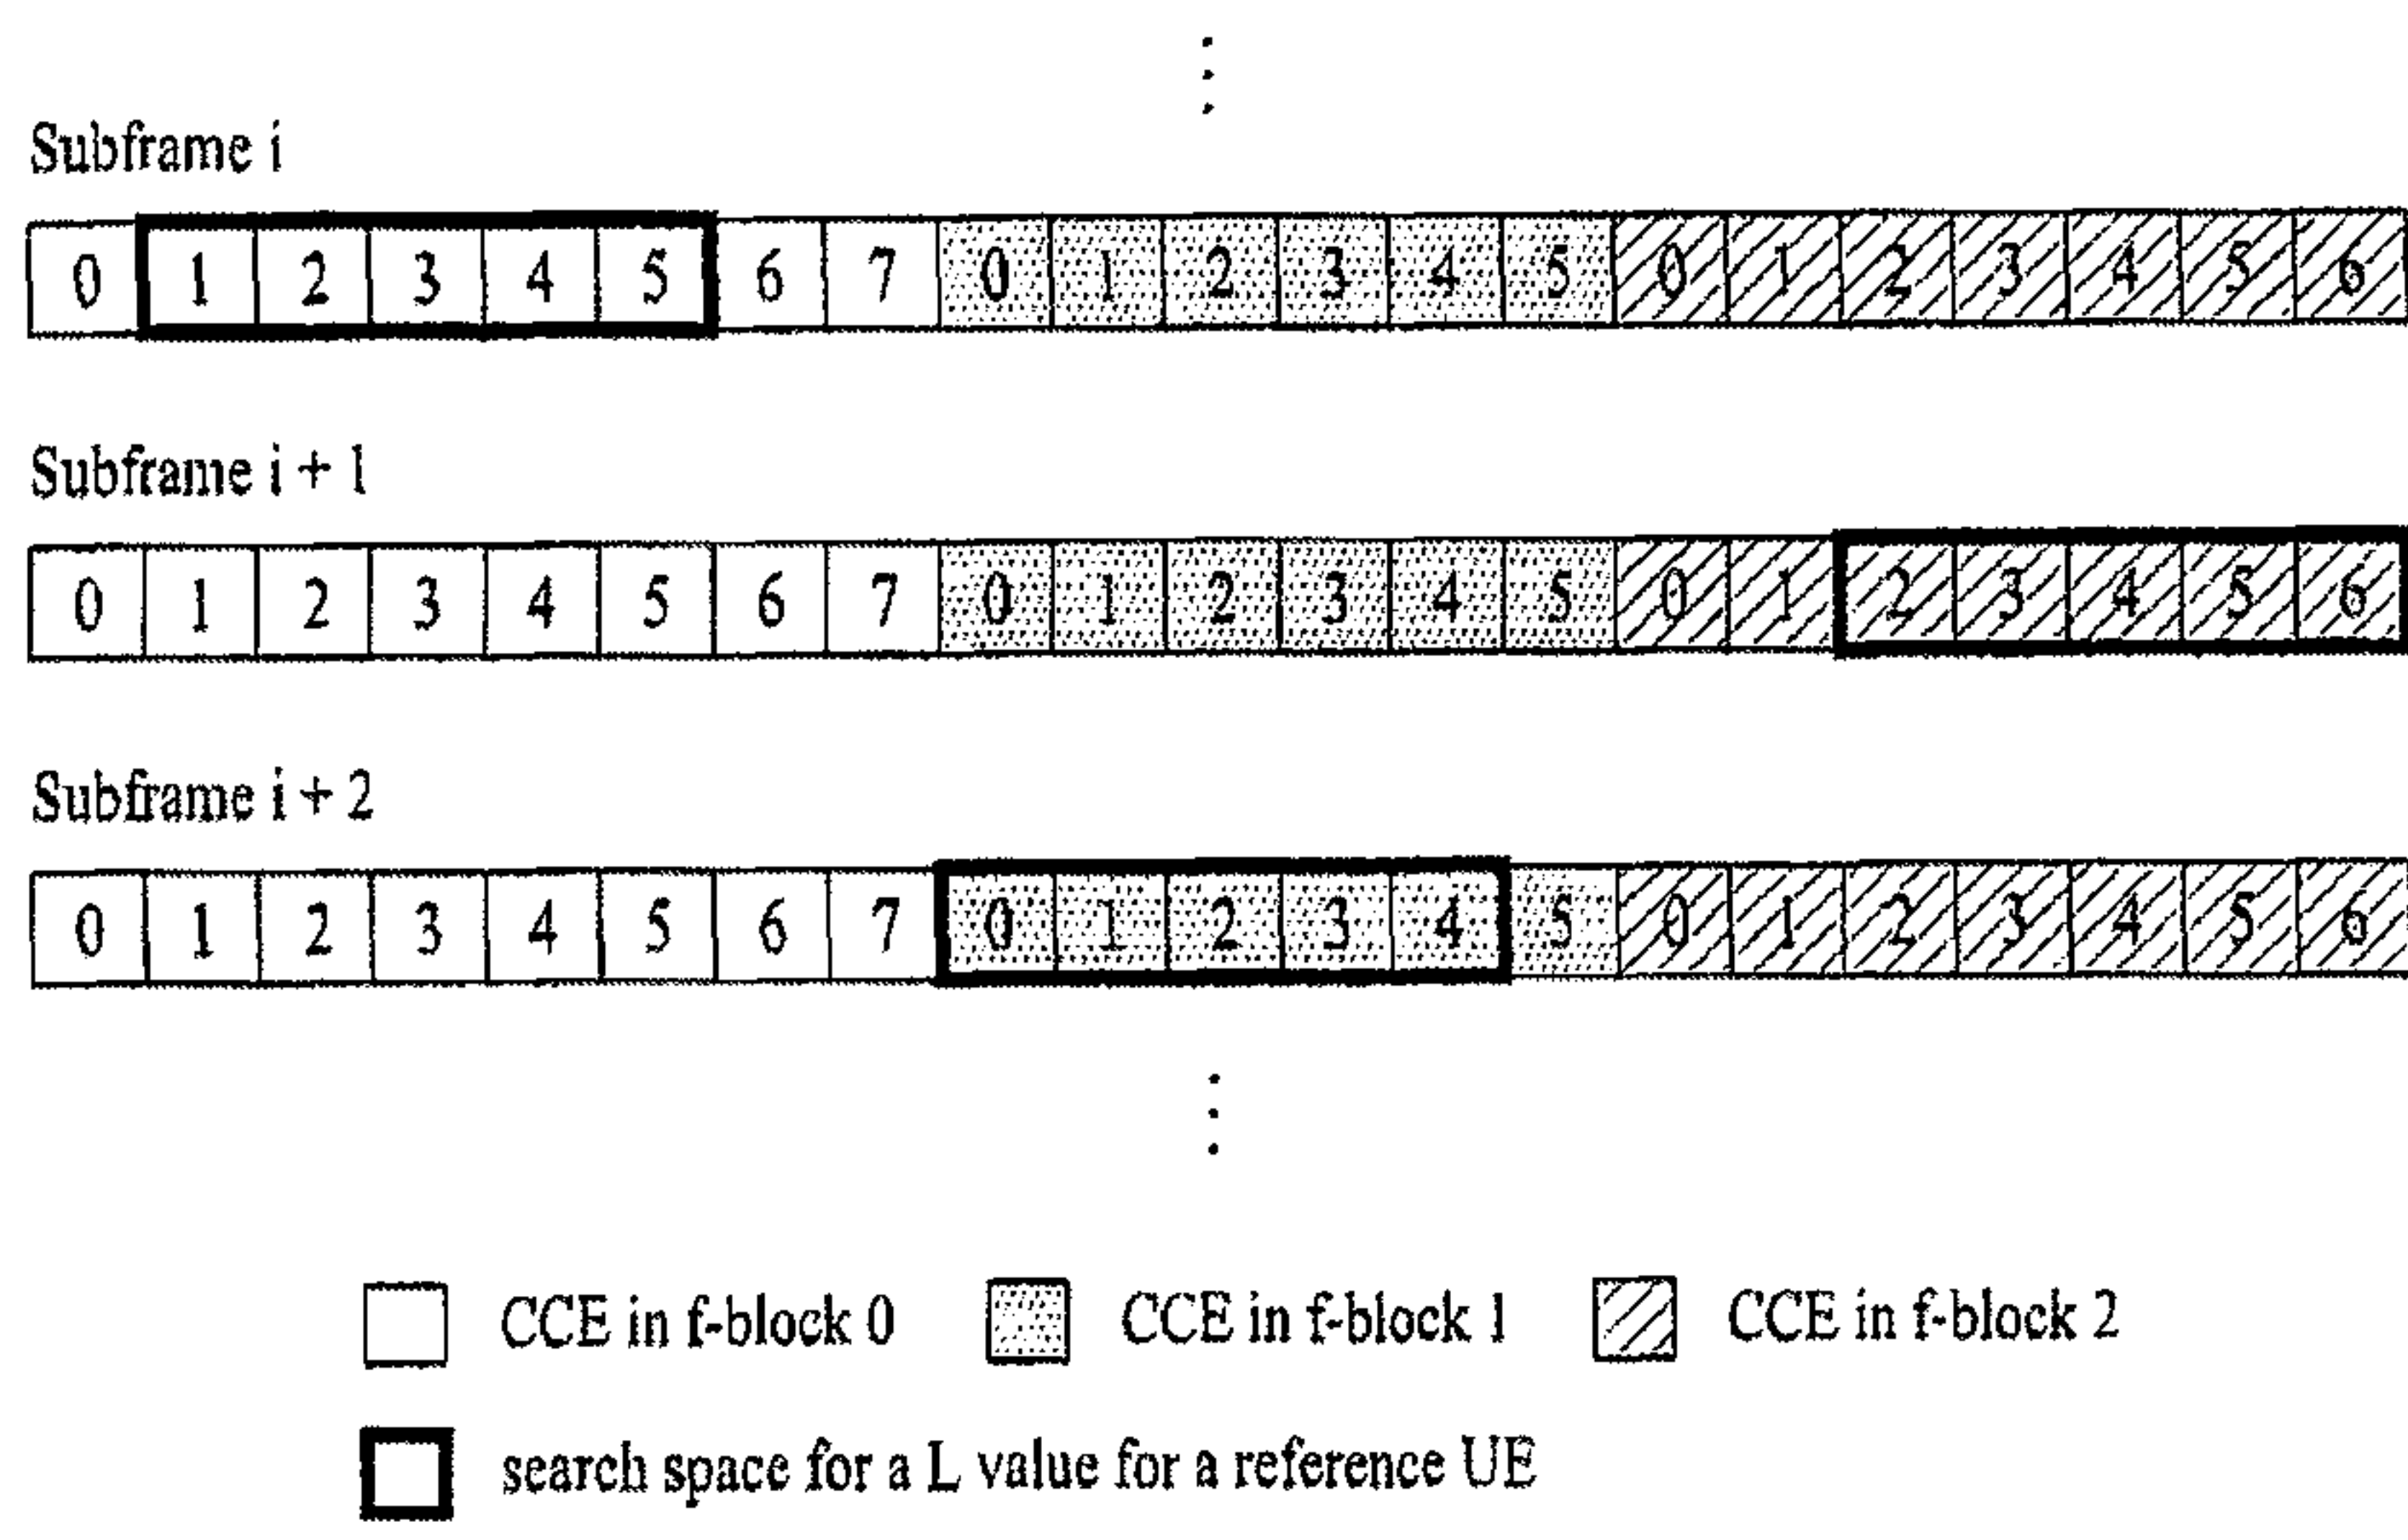 Subframe i
0 1 2 3 4 5 6 7 0 1 2 3 4 5 0 1 2 3 4 5 6
Subframe i + 1
0 1 2 3 4 5 6 7 0 1 2 3 4 5 0 1 2 3 4 5 6
Subframe i + 2
0 1 2 3 4 5 6 7 0 1 2 3 4 5 0 1 2 3 4 5 6
CCE in f-block 0 CCE in f-block 1 CCE in f-block 2
search space for a L value for a reference UE